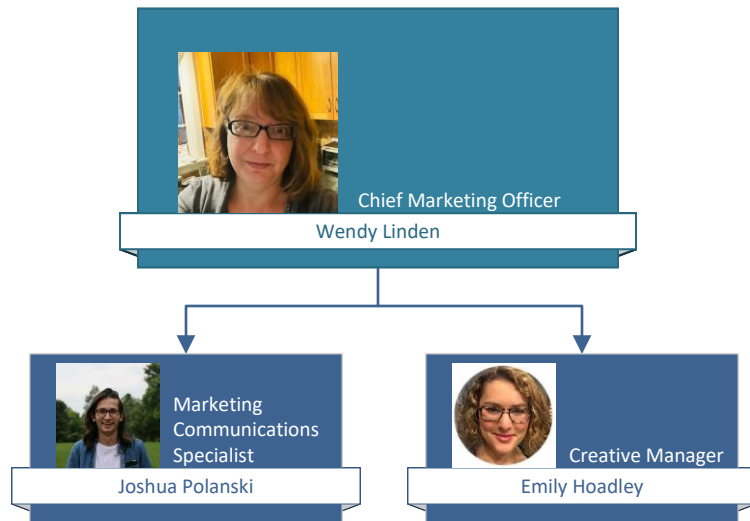 Chief Marketing Officer
Wendy Linden
Marketing
Communications
Specialist
Joshua Polanski
Creative Manager
Emily Hoadley